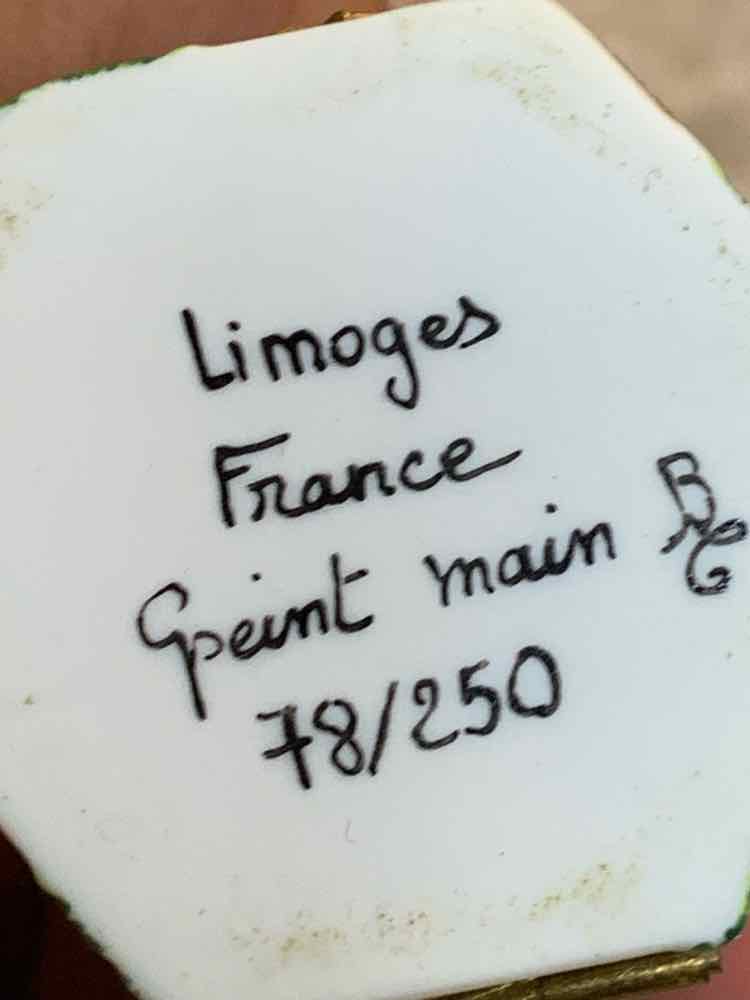 Limoges
France
peint main
78/250